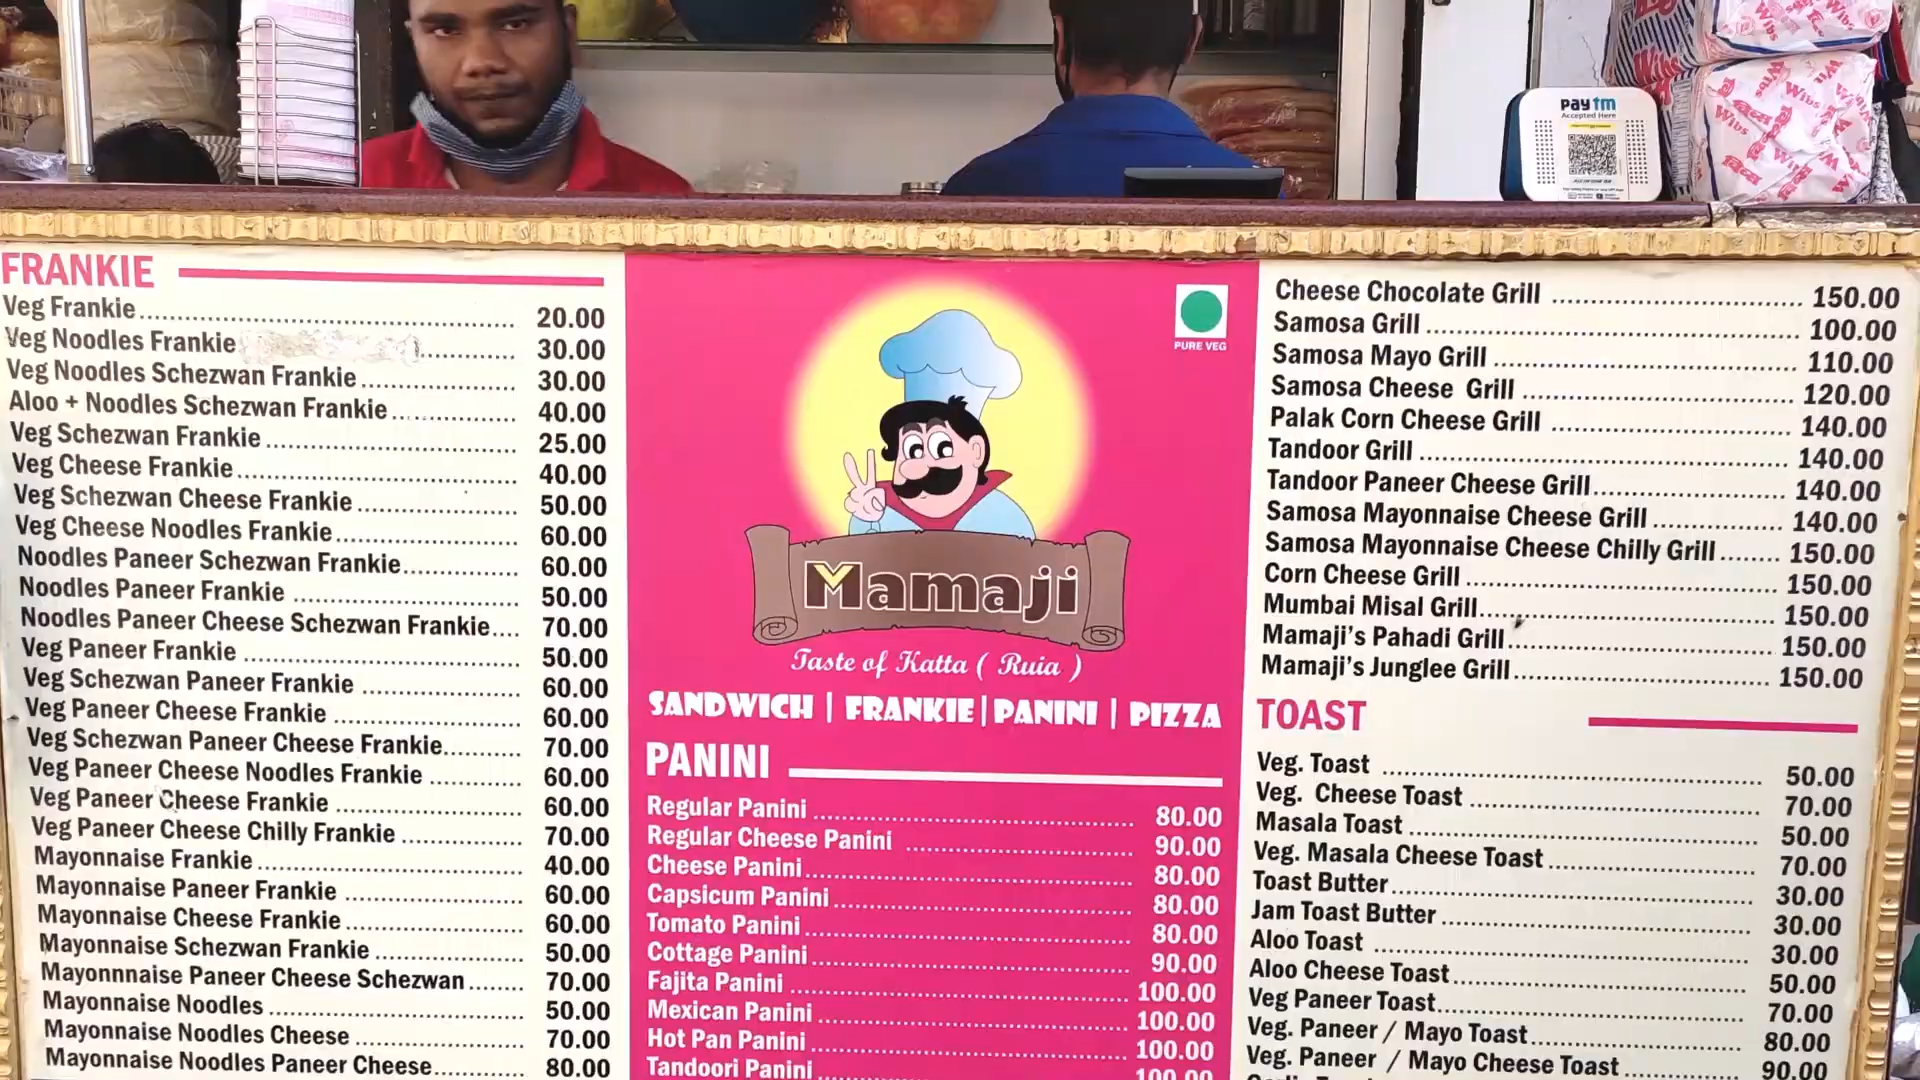 paytm
Accepted Here
Wibs
Wibs
FRANKIE
Veg Frankie 20.00
Veg Noodles Frankie 30.00
Veg Noodles Schezwan Frankie 30.00
Aloo + Noodles Schezwan Frankie 40.00
Veg Schezwan Frankie 25.00
Veg Cheese Frankie 40.00
Veg Schezwan Cheese Frankie 50.00
Veg Cheese Noodles Frankie 60.00
Noodles Paneer Schezwan Frankie 60.00
Noodles Paneer Frankie 50.00
Noodles Paneer Cheese Schezwan Frankie 70.00
Veg Paneer Frankie 50.00
Veg Schezwan Paneer Frankie 60.00
Veg Paneer Cheese Frankie 60.00
Veg Schezwan Paneer Cheese Frankie 70.00
Veg Paneer Cheese Noodles Frankie 60.00
Veg Paneer Cheese Frankie 60.00
Veg Paneer Cheese Chilly Frankie 70.00
Mayonnaise Frankie 40.00
Mayonnaise Paneer Frankie 60.00
Mayonnaise Cheese Frankie 60.00
Mayonnaise Schezwan Frankie 50.00
Mayonnnaise Paneer Cheese Schezwan 70.00
Mayonnaise Noodles 50.00
Mayonnaise Noodles Cheese 70.00
Mayonnaise Noodles Paneer Cheese 80.00
PURE VEG
Mamaji
Taste of Katta ( Ruia )
SANDWICH | FRANKIE | PANINI | PIZZA
PANINI
Regular Panini 80.00
Regular Cheese Panini 90.00
Cheese Panini 80.00
Capsicum Panini 80.00
Tomato Panini 80.00
Cottage Panini 90.00
Fajita Panini 100.00
Mexican Panini 100.00
Hot Pan Panini 100.00
Tandoori Panini 100.00
Cheese Chocolate Grill 150.00
Samosa Grill 100.00
Samosa Mayo Grill 110.00
Samosa Cheese Grill 120.00
Palak Corn Cheese Grill 140.00
Tandoor Grill 140.00
Tandoor Paneer Cheese Grill 140.00
Samosa Mayonnaise Cheese Grill 140.00
Samosa Mayonnaise Cheese Chilly Grill 150.00
Corn Cheese Grill 150.00
Mumbai Misal Grill 150.00
Mamaji's Pahadi Grill 150.00
Mamaji's Junglee Grill 150.00
TOAST
Veg. Toast 50.00
Veg. Cheese Toast 70.00
Masala Toast 50.00
Veg. Masala Cheese Toast 70.00
Toast Butter 30.00
Jam Toast Butter 30.00
Aloo Toast 30.00
Aloo Cheese Toast 50.00
Veg Paneer Toast 70.00
Veg. Paneer / Mayo Toast 80.00
Veg. Paneer / Mayo Cheese Toast 90.00